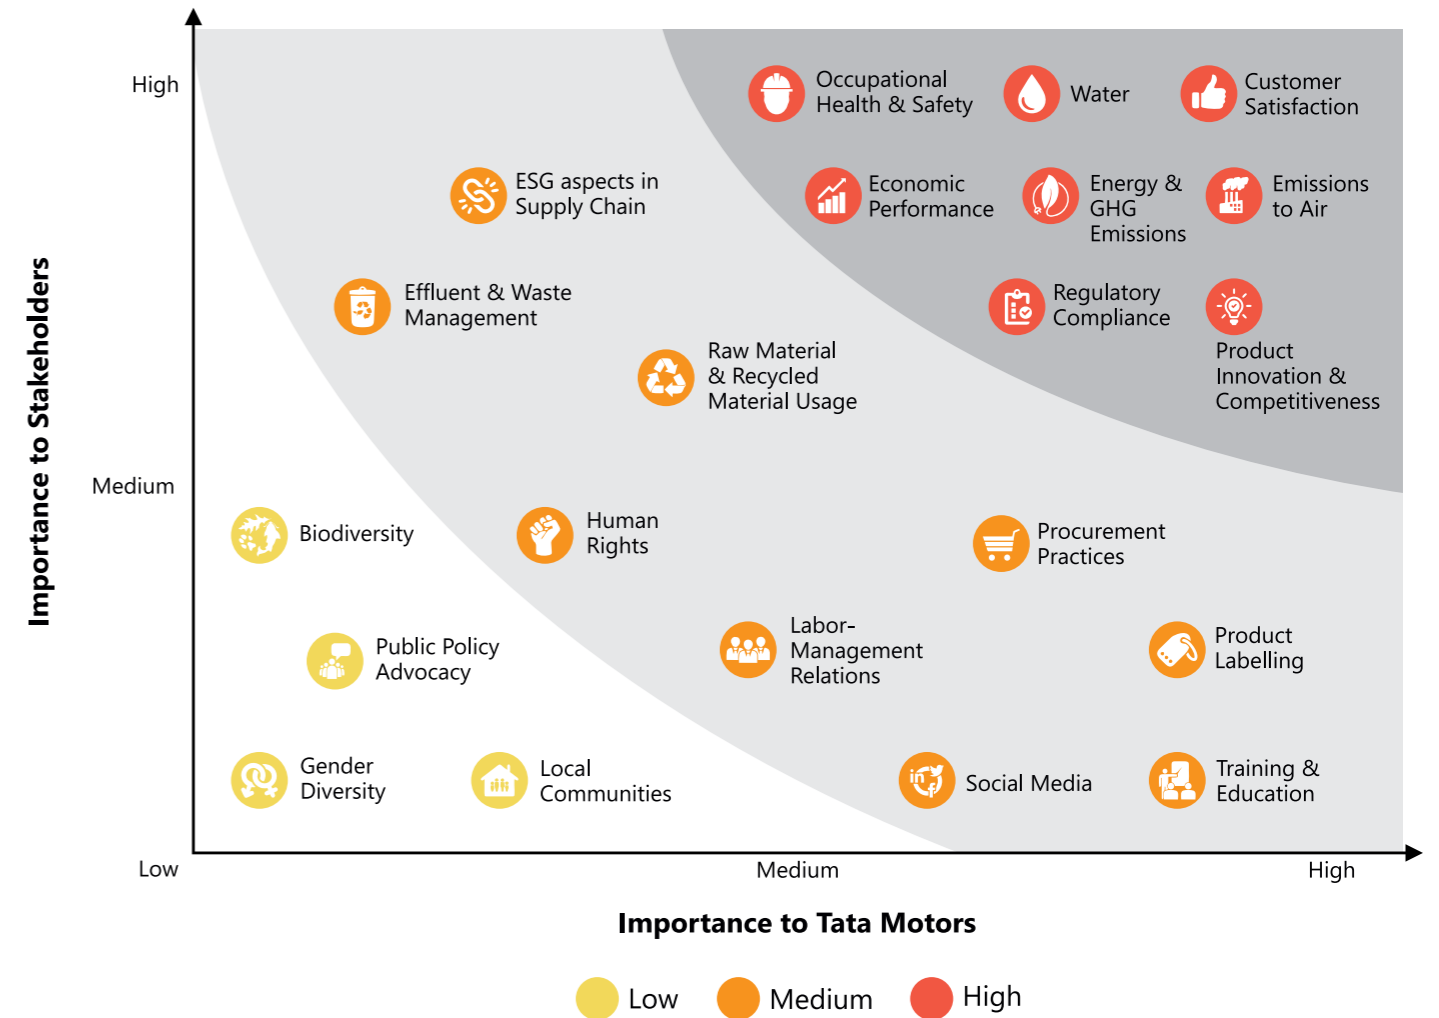 High
Occupational
Health & Safety
Water
Customer
Satisfaction
ESG aspects in
Supply Chain
Economic
Performance
Energy &
GHG
Emissions
Emissions
to Air
Effluent & Waste
Management
Regulatory
Compliance
Product
Innovation &
Competitiveness
Raw Material
& Recycled
Material Usage
Importance to Stakeholders
Medium
Biodiversity
Human
Rights
Procurement
Practices
Public Policy
Advocacy
Labor-
Management
Relations
Product
Labelling
Gender
Diversity
Local
Communities
in
f
Social Media
Training &
Education
Low
Medium
High
Importance to Tata Motors
Low
Medium
High